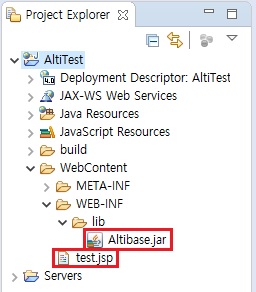 Project Explorer
AltiTest
Deployment Descriptor: AltiTest
JAX-WS Web Services
Java Resources
JavaScript Resources
build
WebContent
META-INF
WEB-INF
lib
Altibase.jar
test.jsp
Servers